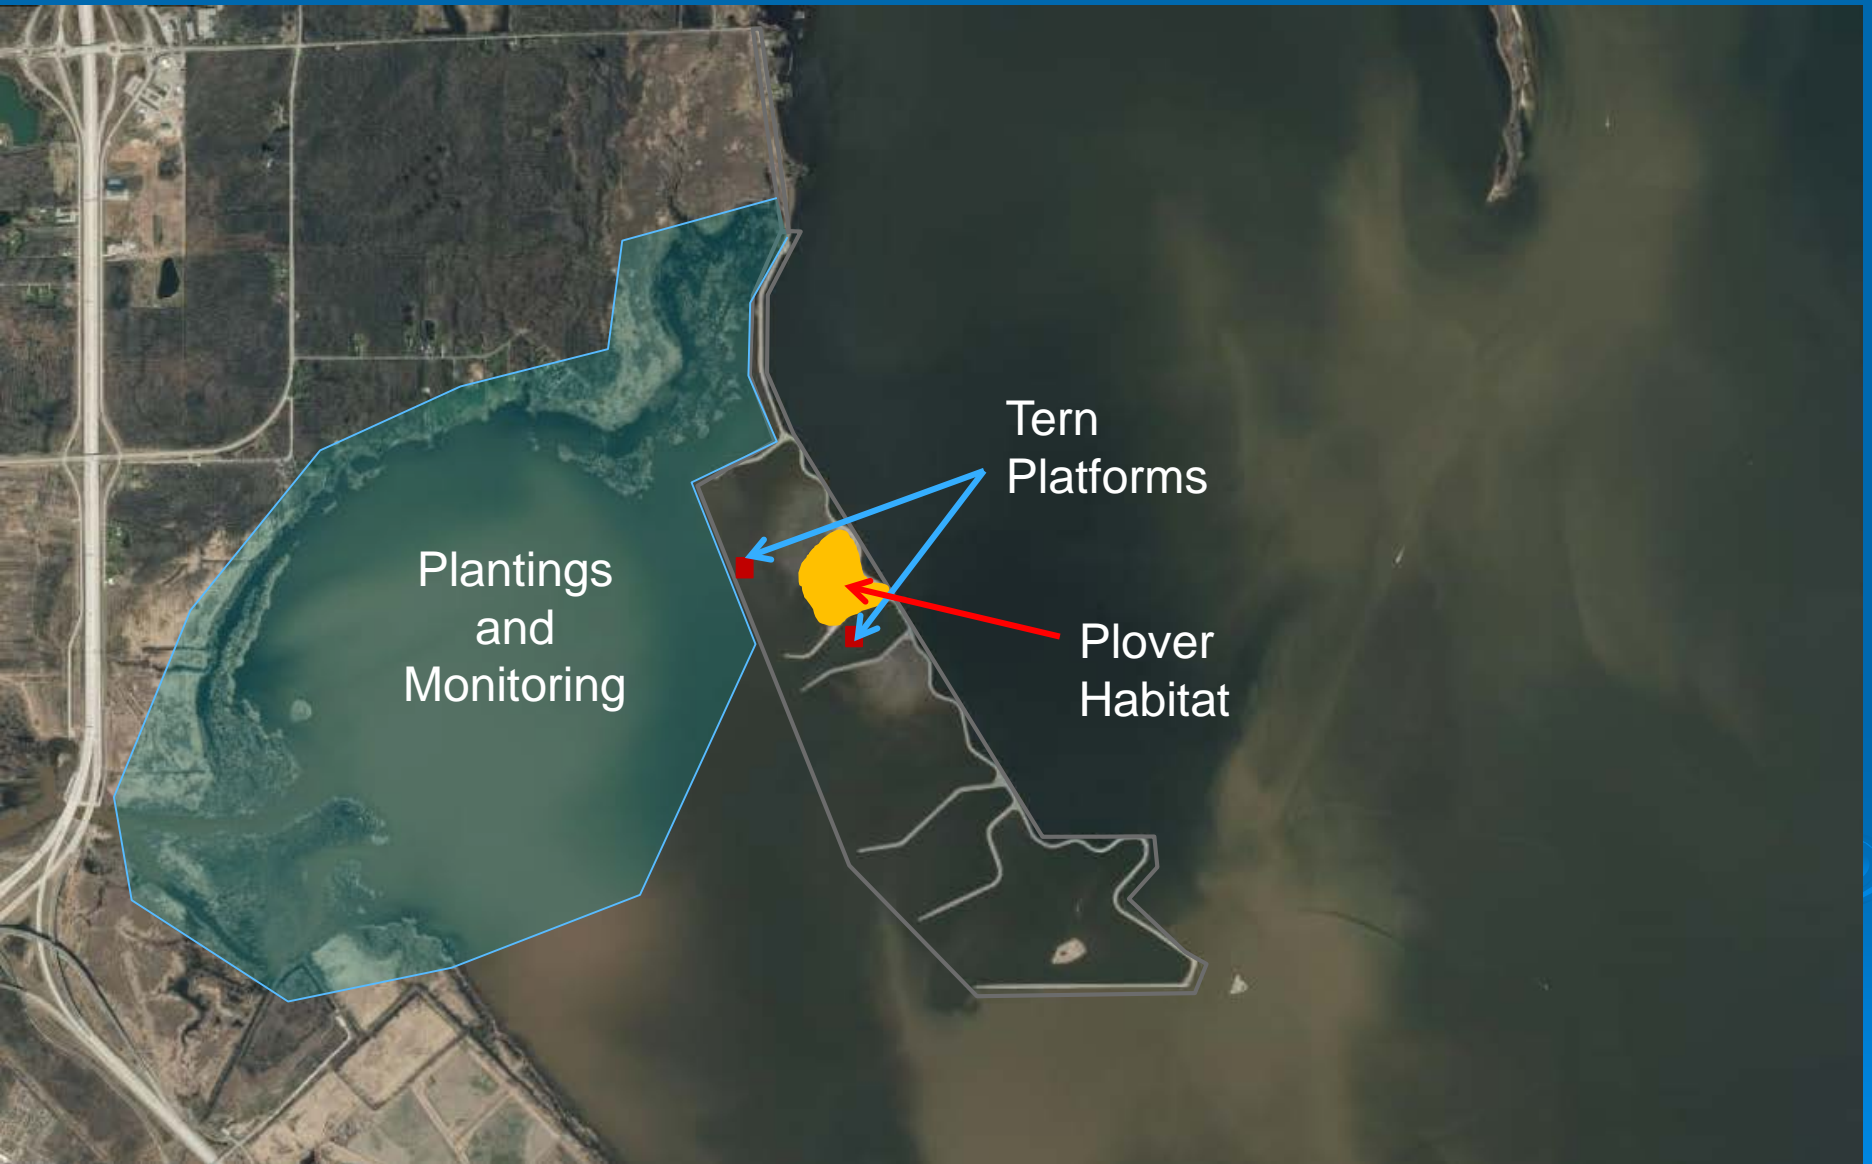 Tern
Platforms
Plantings
and
Monitoring
Plover
Habitat